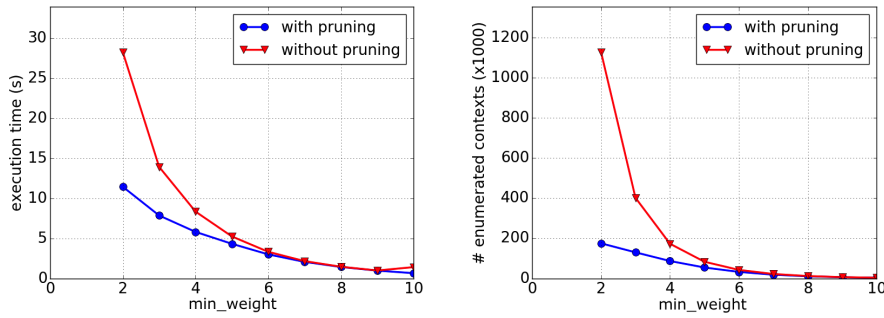 execution time (s)
30
25
20
15
10
5
0
0 2 4 6 8 10
min_weight
with pruning
without pruning
# enumerated contexts (x1000)
1200
1000
800
600
400
200
0
0 2 4 6 8 10
min_weight
with pruning
without pruning